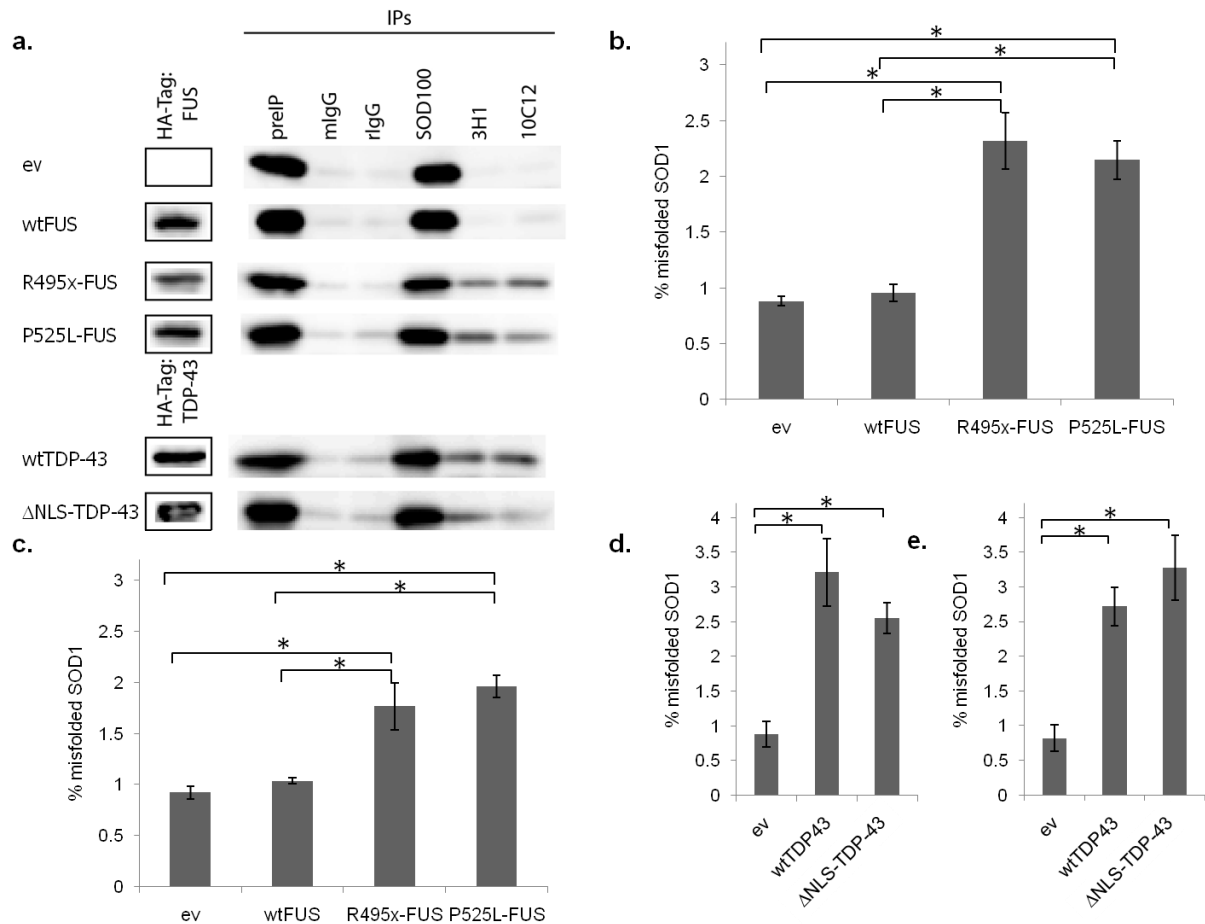 IPs
a.
HA-Tag:
FUS
preIP
mIgG
rIgG
SOD100
3H1
10C12
ev
wtFUS
R495x-FUS
P525L-FUS
HA-Tag:
TDP-43
wtTDP-43
ΔNLS-TDP-43
b.
% misfolded SOD1
3
2.5
2
1.5
1
0.5
0
* * * *
ev wtFUS R495x-FUS P525L-FUS
c.
% misfolded SOD1
3
2.5
2
1.5
1
0.5
0
* * * *
ev wtFUS R495x-FUS P525L-FUS
d.
% misfolded SOD1
4
3.5
3
2.5
2
1.5
1
0.5
0
* *
ev
wtTDP43
ΔNLS-TDP-43
e.
% misfolded SOD1
4
3.5
3
2.5
2
1.5
1
0.5
0
* *
ev
wtTDP43
ΔNLS-TDP-43